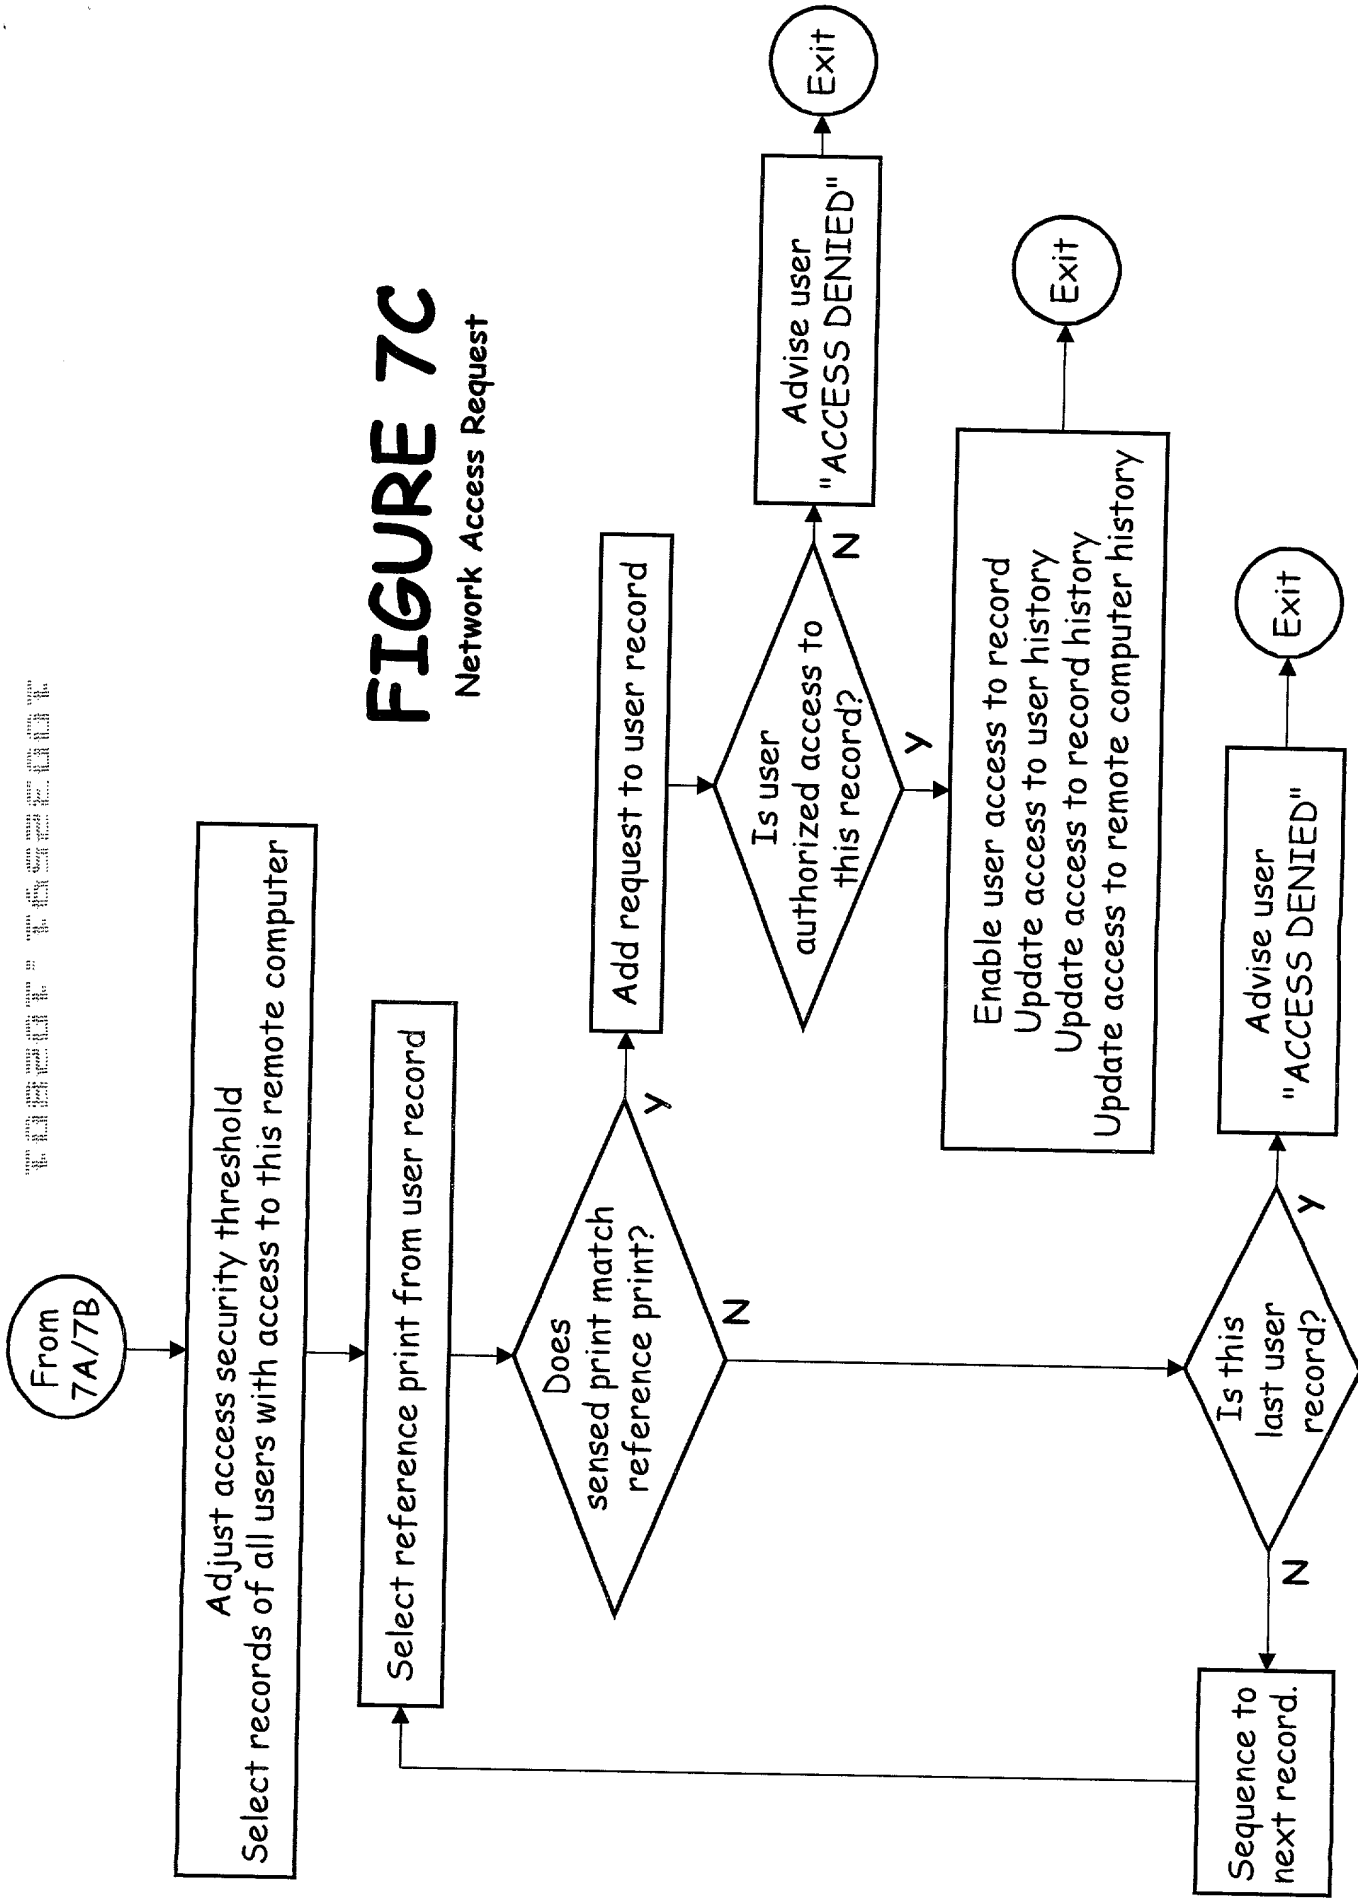 FIGURE 7C
Network Access Request
From
7A/7B
Adjust access security threshold
Select records of all users with access to this remote computer
Select reference print from user record
Does
sensed print match
reference print?
Y
N
Add request to user record
Is user
authorized access to
this record?
N
Y
Advise user
"ACCESS DENIED"
Exit
Enable user access to record
Update access to user history
Update access to record history
Update access to remote computer history
Exit
Is this
last user
record?
Y
N
Advise user
"ACCESS DENIED"
Exit
Sequence to
next record.
10032591.102801